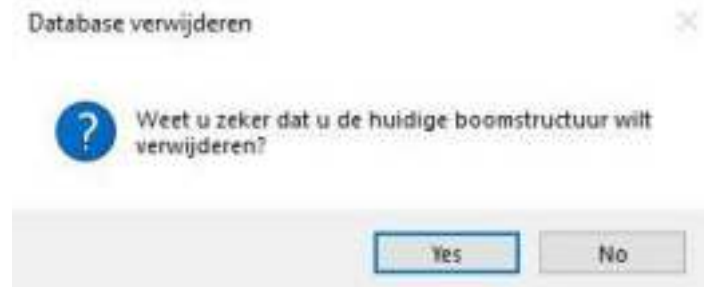 Database verwijderen
?
Weet u zeker dat u de huidige boomstructuur wilt
verwijderen?
Yes No